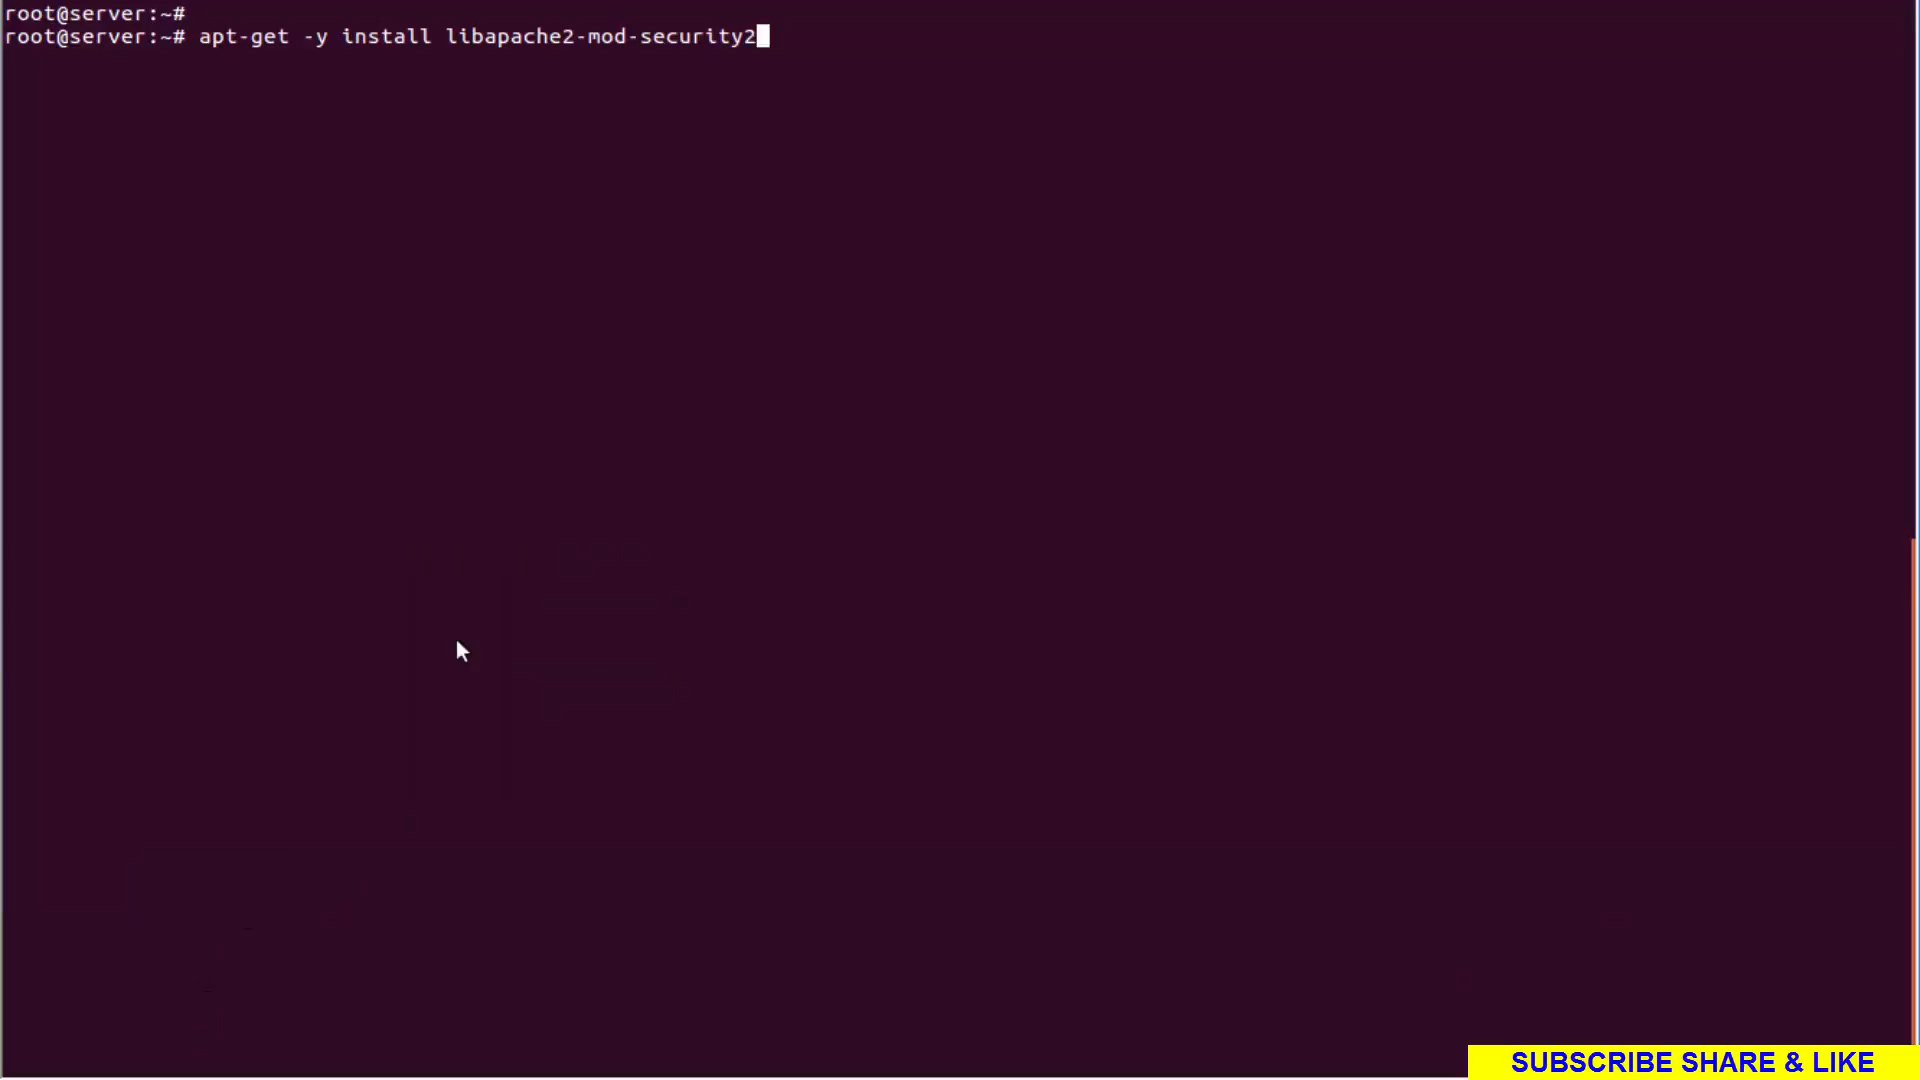 root@server:~#
root@server:~# apt-get -y install libapache2-mod-security2
SUBSCRIBE SHARE & LIKE